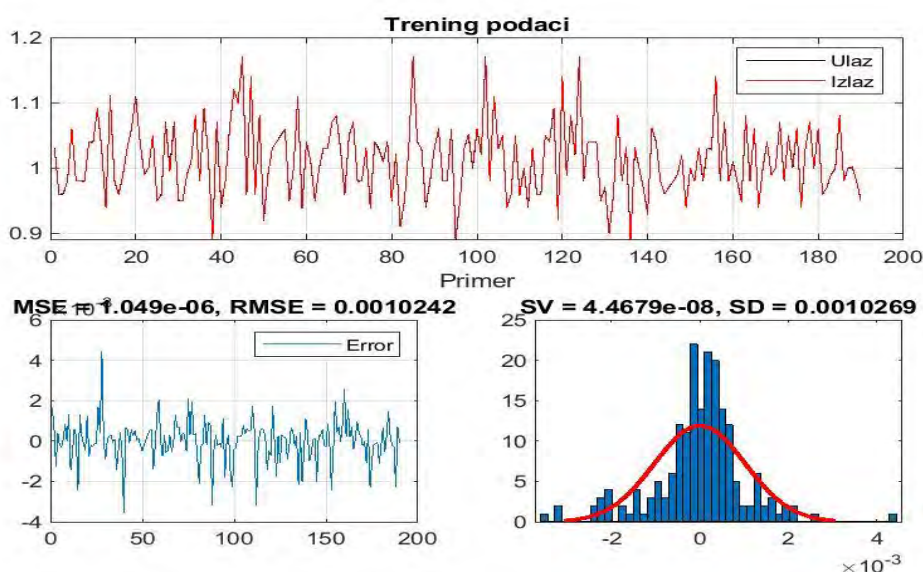 Trening podaci
1.2
1.1
1
0.9
Ulaz
Izlaz
0 20 40 60 80 100 120 140 160 180 200
Primer
MSE = 1.049e-06, RMSE = 0.0010242
×10-3
6
4
2
0
-2
-4
Error
0 50 100 150 200
SV = 4.4679e-08, SD = 0.0010269
25
20
15
10
5
0
-2 0 2 4
×10-3